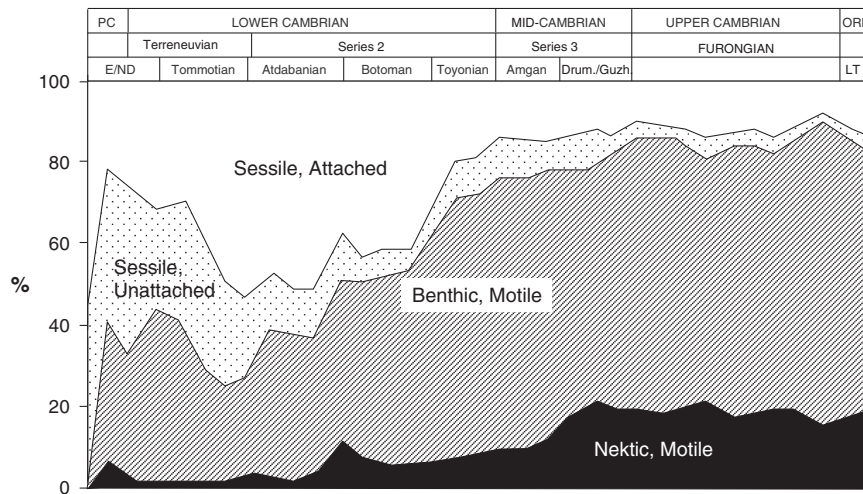 PC LOWER CAMBRIAN MID-CAMBRIAN UPPER CAMBRIAN
Terreneuvian Series 2 Series 3 FURONGIAN
E/ND Tommotian Atdabanian Botoman Toyonian Amgan Drum./Guzh. LT
100
80
Sessile, Attached
60
%
Sessile,
Unattached
Benthic, Motile
40
20
Nektic, Motile
0